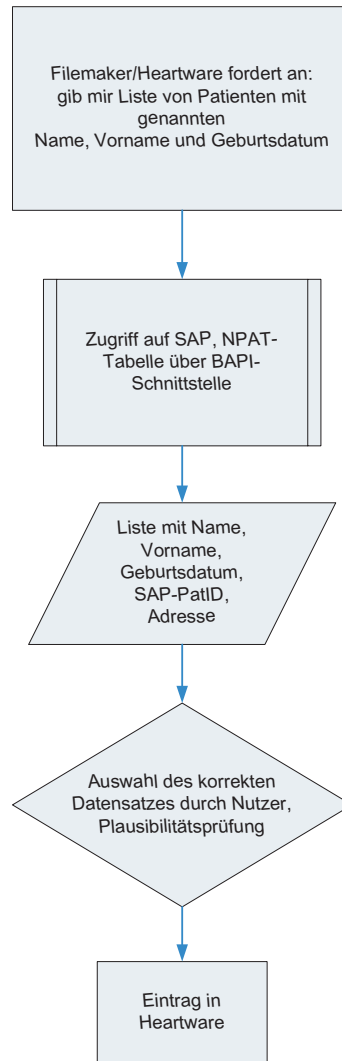 Filemaker/Heartware fordert an:
gib mir Liste von Patienten mit
genannten
Name, Vorname und Geburtsdatum
Zugriff auf SAP, NPAT-
Tabelle über BAPI-
Schnittstelle
Liste mit Name,
Vorname,
Geburtsdatum,
SAP-PatID,
Adresse
Auswahl des korrekten
Datensatzes durch Nutzer,
Plausibilitätsprüfung
Eintrag in
Heartware